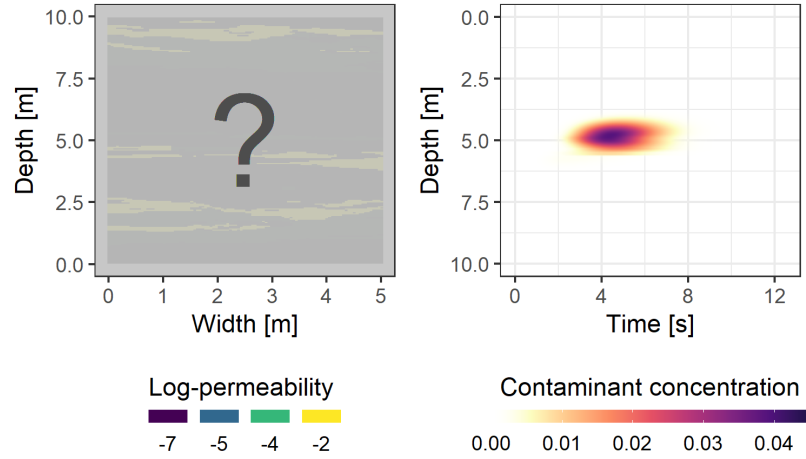 10.0
7.5
5.0
2.5
0.0
Depth [m]
?
0 1 2 3 4 5
Width [m]
0.0
2.5
5.0
7.5
10.0
Depth [m]
0 4 8 12
Time [s]
Log-permeability
-7 -5 -4 -2
Contaminant concentration
0.00 0.01 0.02 0.03 0.04